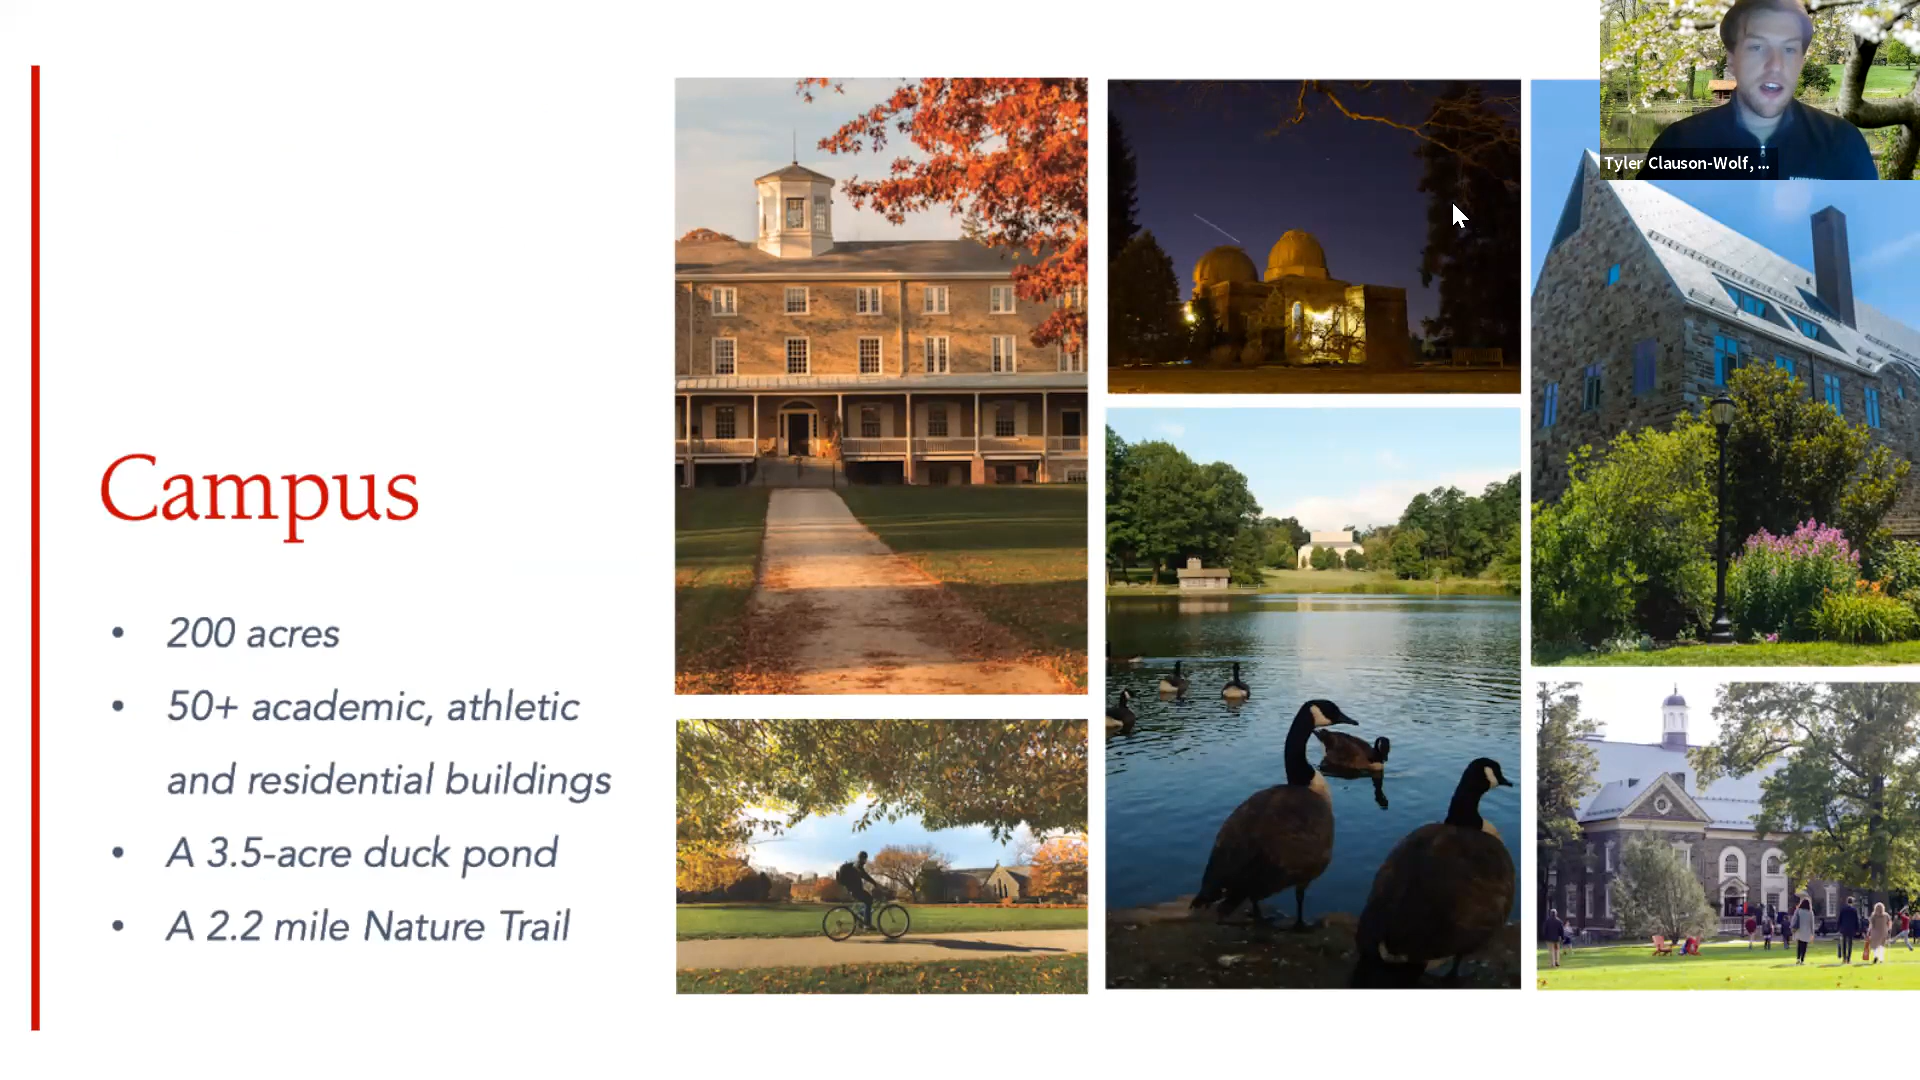 Tyler Clauson-Wolf, ...
Campus
• 200 acres
• 50+ academic, athletic
and residential buildings
• A 3.5-acre duck pond
• A 2.2 mile Nature Trail